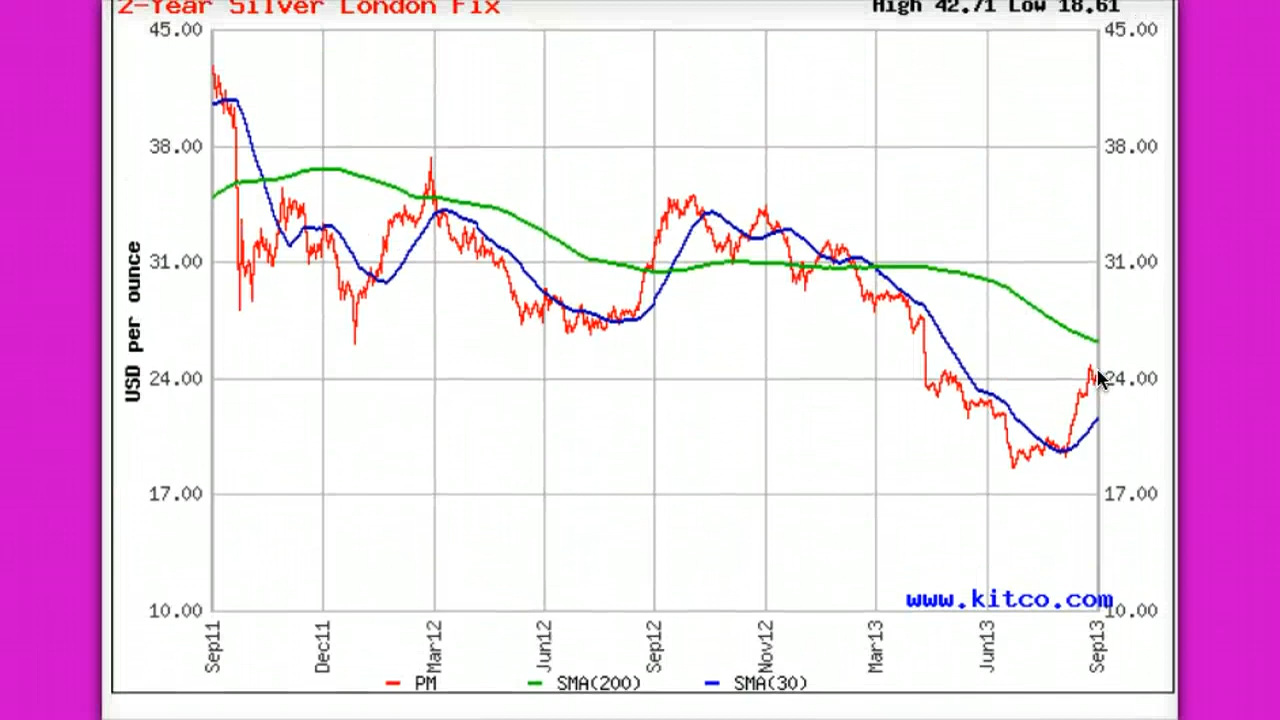 2-Year Silver London Fix
High 42.71 Low 18.61
45.00
45.00
38.00
38.00
31.00
31.00
24.00
24.00
17.00
17.00
10.00
10.00
USD per ounce
www.kitco.com
Sep11
Dec11
Mar12
Jun12
Sep12
Nov12
Mar13
Jun13
Sep13
PM
SMA(200)
SMA(30)